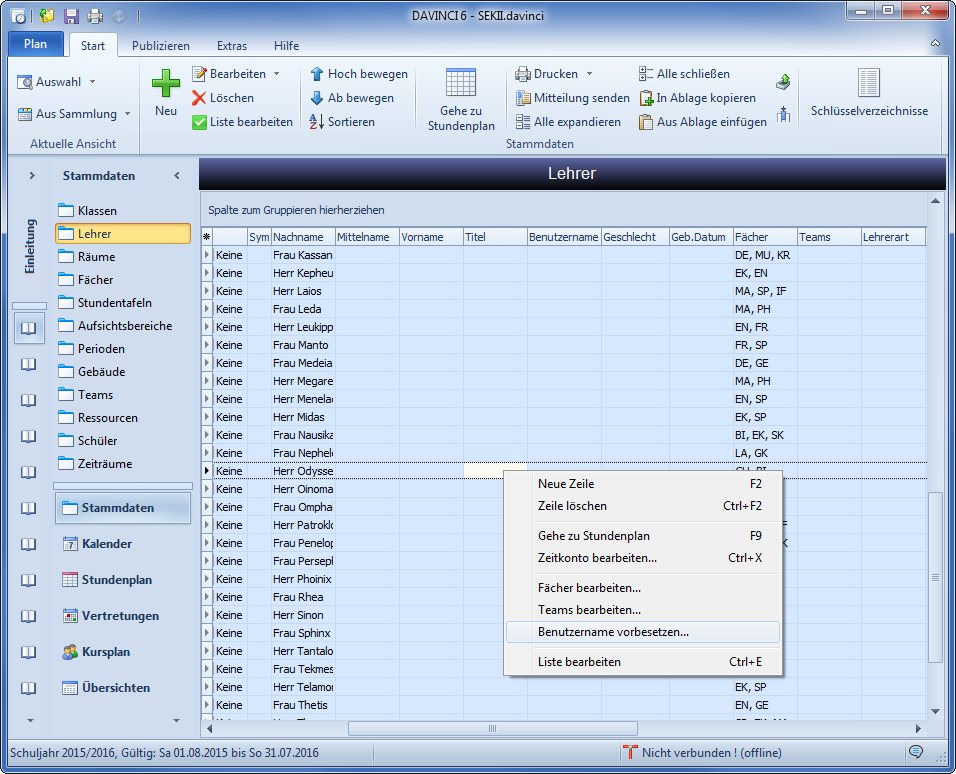 DAVINCI 6 - SEKII.davinci
Plan Start Publizieren Extras Hilfe
Auswahl
Aus Sammlung
Aktuelle Ansicht
Neu
Bearbeiten
Löschen
Liste bearbeiten
Hoch bewegen
Ab bewegen
Sortieren
Gehe zu
Stundenplan
Drucken
Mitteilung senden
Alle expandieren
Alle schließen
In Ablage kopieren
Aus Ablage einfügen
Stammdaten
Schlüsselverzeichnisse
Einleitung
Stammdaten
Klassen
Lehrer
Räume
Fächer
Stundentafeln
Aufsichtsbereiche
Perioden
Gebäude
Teams
Ressourcen
Schüler
Zeiträume
Stammdaten
Kalender
Stundenplan
Vertretungen
Kursplan
Übersichten
Lehrer
Spalte zum Gruppieren hierherziehen
Sym Nachname Mittelname Vorname Titel Benutzername Geschlecht Geb.Datum Fächer Teams Lehrerart
Keine Frau Kassan DE, MU, KR
Keine Herr Kepheu EK, EN
Keine Herr Laios MA, SP, IF
Keine Frau Leda MA, PH
Keine Herr Leukipp EN, FR
Keine Frau Manto FR, SP
Keine Frau Medeia DE, GE
Keine Herr Megare MA, PH
Keine Herr Menelac EN, SP
Keine Herr Midas EK, SP
Keine Frau Nausika BI, EK, SK
Keine Frau Nephele LA, GK
Keine Herr Odysse
Keine Herr Oinoma
Keine Frau Ompha
Keine Herr Patroklo
Keine Frau Penelop
Keine Frau Perseph
Keine Herr Phoinix
Keine Frau Rhea
Keine Herr Sinon
Keine Frau Sphinx
Keine Herr Tantalo
Keine Frau Tekmes
Keine Herr Telamon EK, SP
Keine Frau Thetis EN, GE
Neue Zeile F2
Zeile löschen Ctrl+F2
Gehe zu Stundenplan F9
Zeitkonto bearbeiten... Ctrl+X
Fächer bearbeiten...
Teams bearbeiten...
Benutzername vorbesetzen...
Liste bearbeiten Ctrl+E
Schuljahr 2015/2016, Gültig: Sa 01.08.2015 bis So 31.07.2016
Nicht verbunden ! (offline)